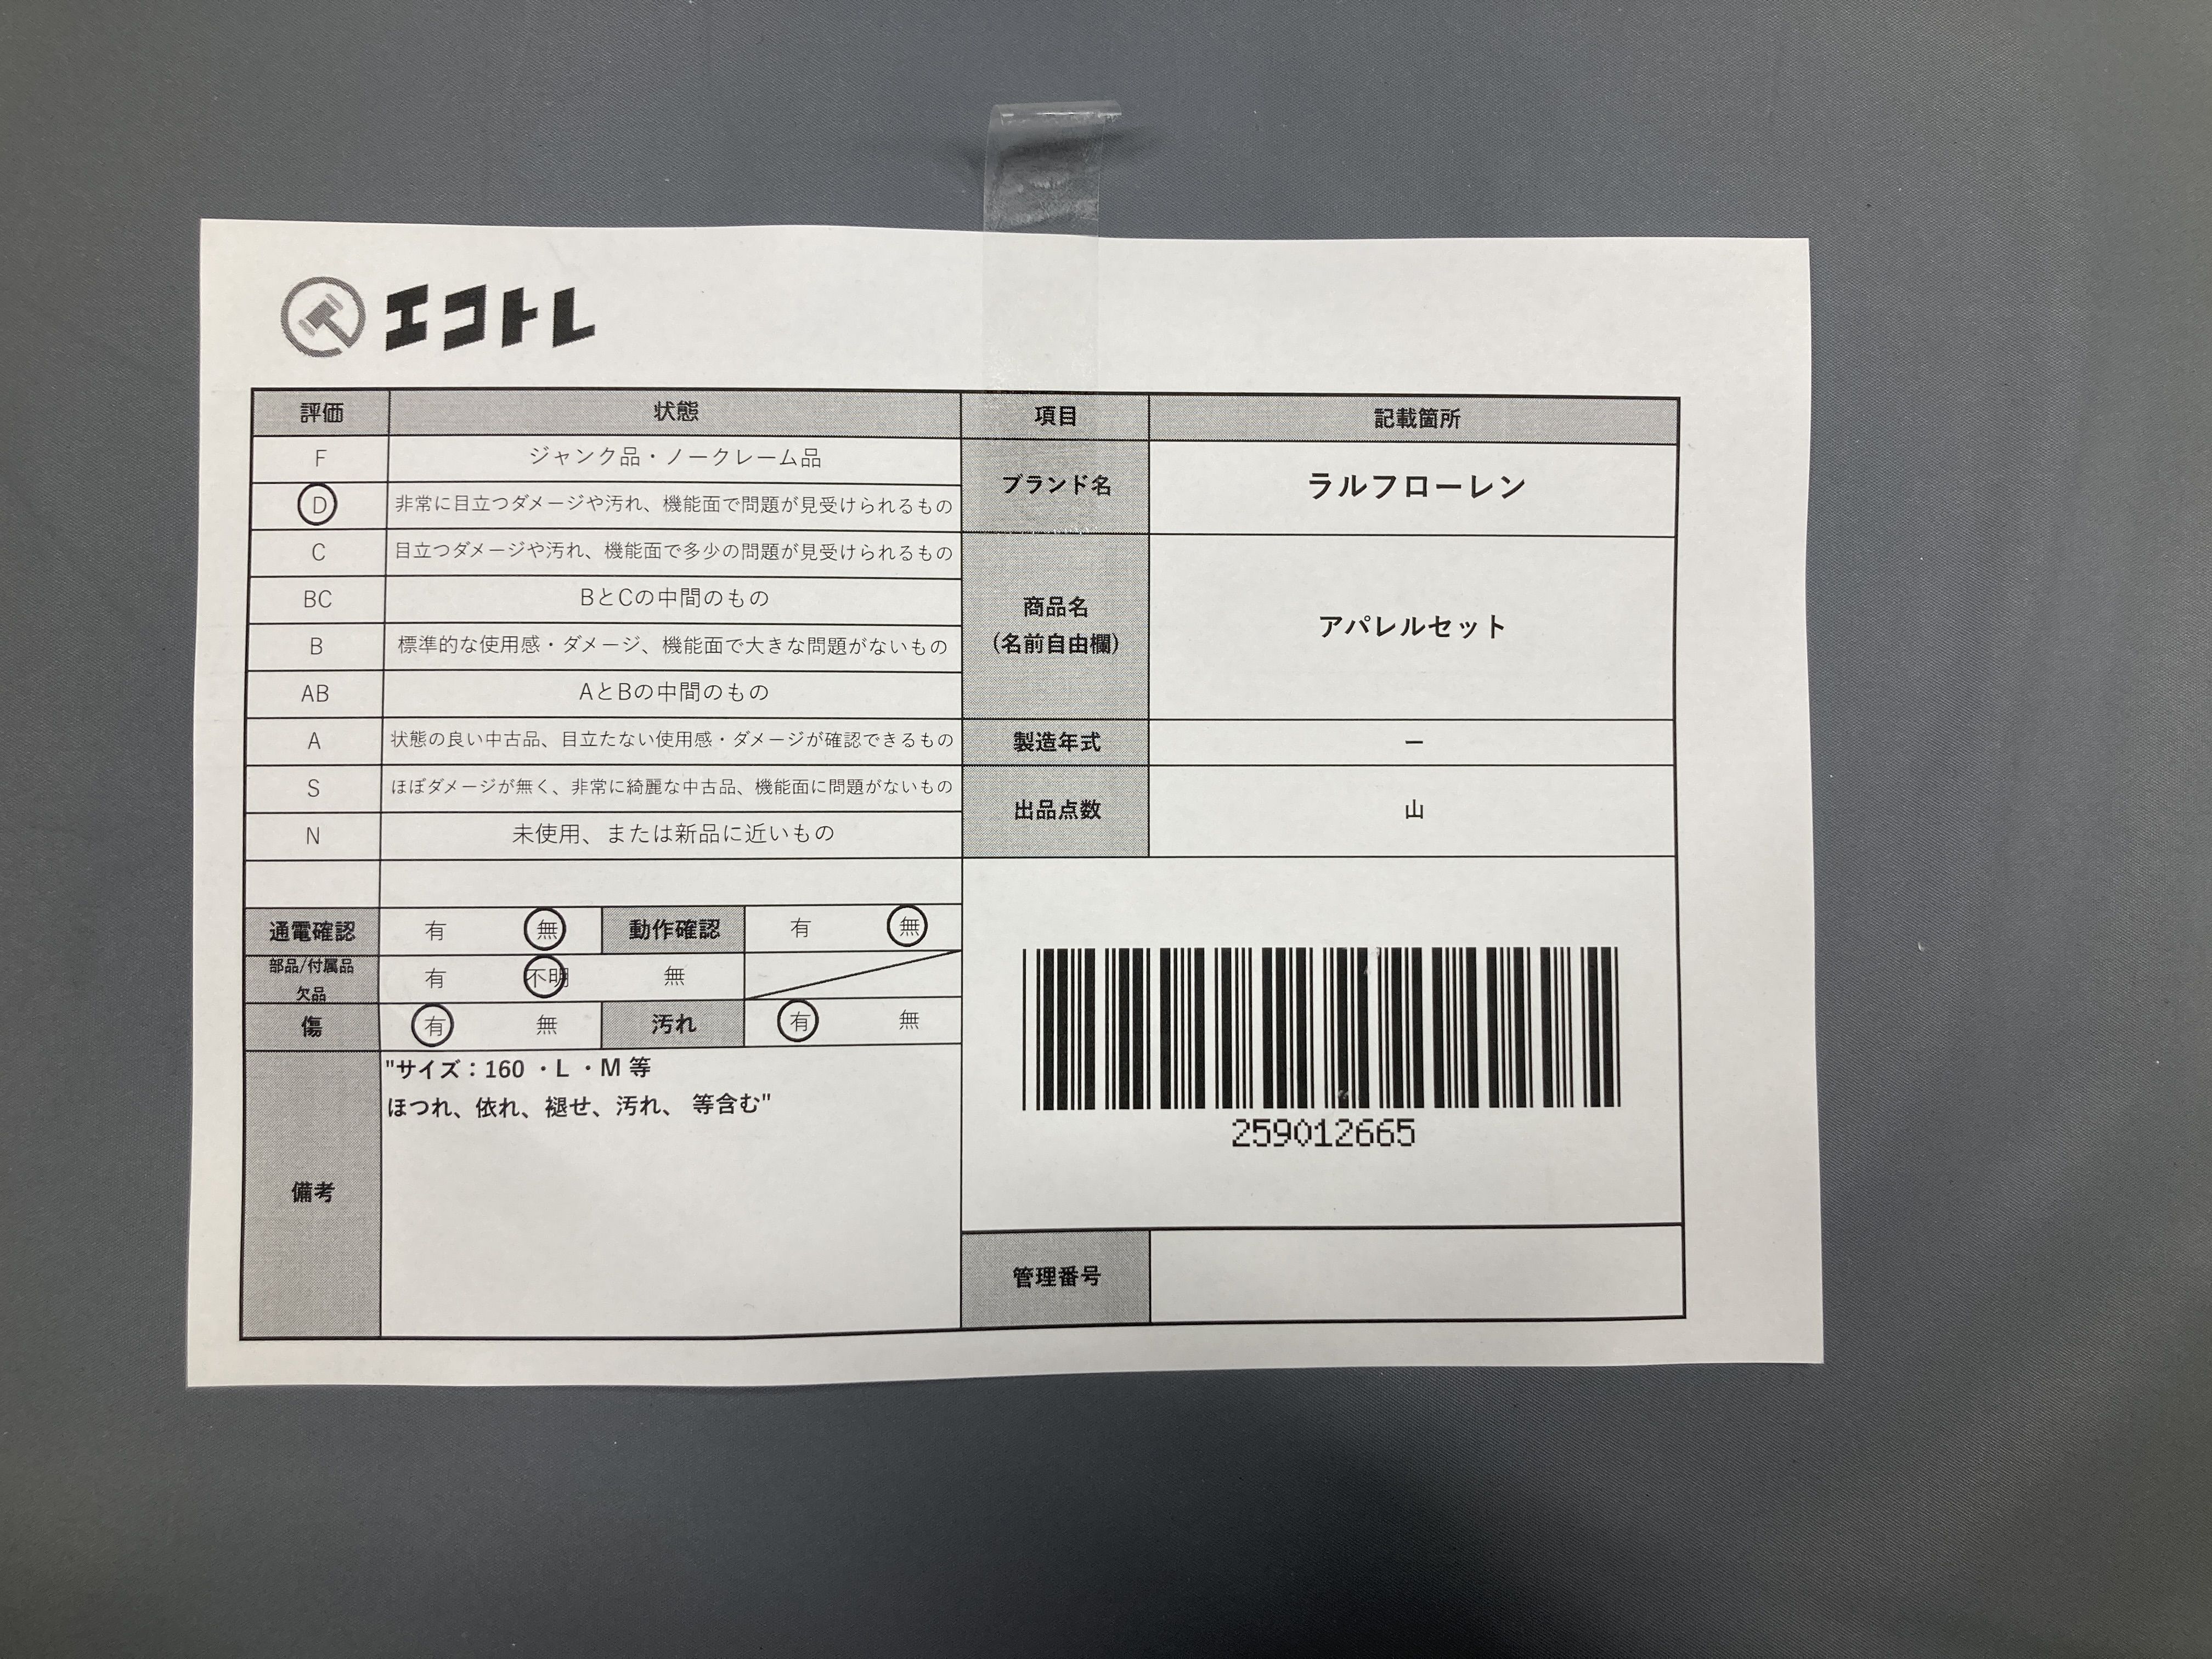 エコトレ
評価 状態 項目 記載箇所
F ジャンク品・ノークレーム品
D 非常に目立つダメージや汚れ、機能面で問題が見受けられるもの
ブランド名 ラルフローレン
C 目立つダメージや汚れ、機能面で多少の問題が見受けられるもの
BC BとCの中間のもの
B 標準的な使用感・ダメージ、機能面で大きな問題がないもの
AB AとBの中間のもの
商品名
(名前自由欄)
アパレルセット
A 状態の良い中古品、目立たない使用感・ダメージが確認できるもの
製造年式 ー
S ほぼダメージが無く、非常に綺麗な中古品、機能面に問題がないもの
N 未使用、または新品に近いもの
出品点数 山
通電確認 有 無 動作確認 有 無
部品/付属品
欠品
有 不明 無
傷 有 無 汚れ 有 無
備考
"サイズ：160 ・L ・M 等
ほつれ、依れ、褪せ、汚れ、 等含む"
259012665
管理番号